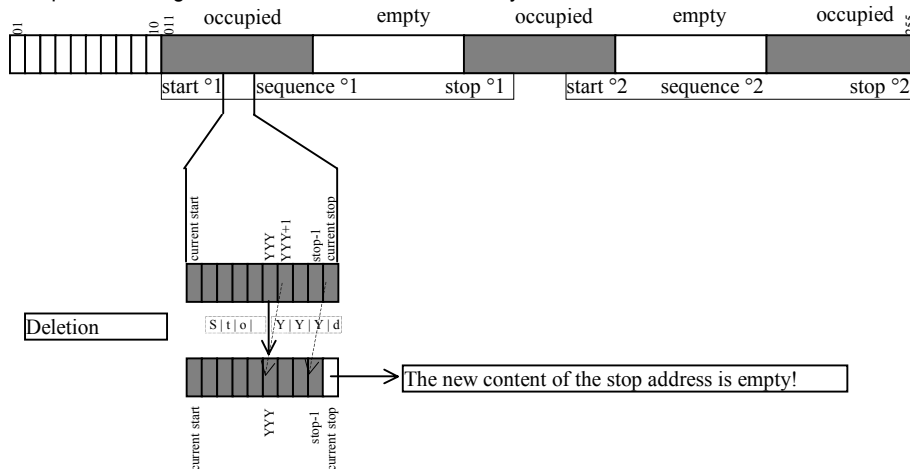 occupied empty occupied empty occupied
01 10 011 255
start °1 sequence °1 stop °1 start °2 sequence °2 stop °2
current start YYY YYY+1 stop-1 current stop
S | t | o | Y | Y | Y | d
Deletion
The new content of the stop address is empty!
current start YYY stop-1 current stop